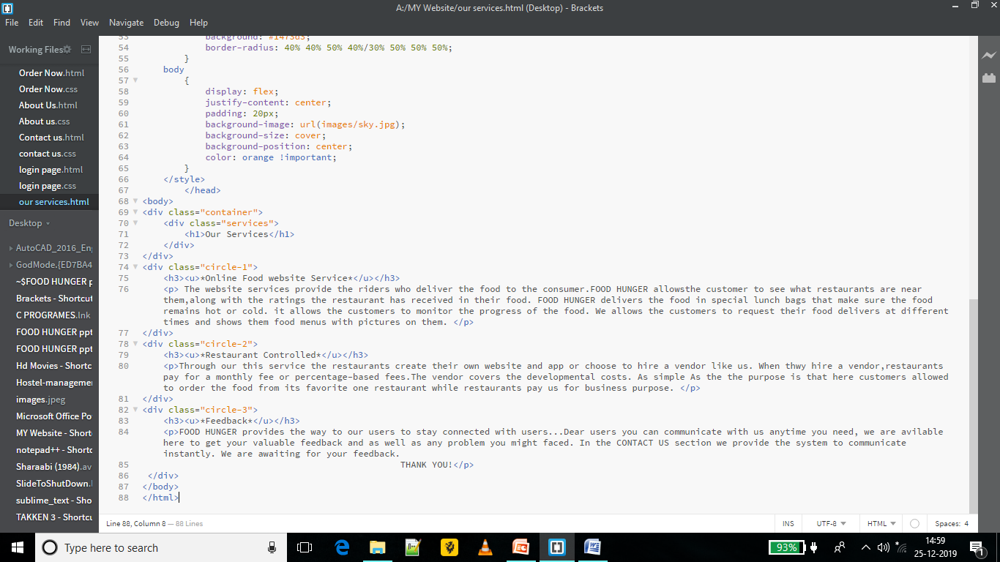 A:/MY Website/our services.html (Desktop) - Brackets
File Edit Find View Navigate Debug Help
Working Files
Order Now.html
Order Now.css
About Us.html
About us.css
Contact us.html
contact us.css
login page.html
login page.css
our services.html
Desktop
AutoCAD_2016_En
GodMode.{ED7BA4
~$FOOD HUNGER p
Brackets - Shortcut
C PROGRAMES.lnk
FOOD HUNGER ppt
FOOD HUNGER ppt
Hd Movies - Shortc
Hostel-manageme
images.jpeg
Microsoft Office Po
MY Website - Short
notepad++ - Shortc
Sharaabi (1984).av
SlideToShutDown.
sublime_text - Sho
TAKKEN 3 - Shortcu
53 background: #1473d3;
54 border-radius: 40% 40% 50% 40%/30% 50% 50% 50%;
55 }
56 body
57 {
58 display: flex;
59 justify-content: center;
60 padding: 20px;
61 background-image: url(images/sky.jpg);
62 background-size: cover;
63 background-position: center;
64 color: orange !important;
65 }
66 </style>
67 </head>
68 <body>
69 <div class="container">
70 <div class="services">
71 <h1>Our Services</h1>
72 </div>
73 </div>
74 <div class="circle-1">
75 <h3><u>*Online Food website Service*</u></h3>
76 <p> The website services provide the riders who deliver the food to the consumer.FOOD HUNGER allowsthe customer to see what restaurants are near
them,along with the ratings the restaurant has received in their food. FOOD HUNGER delivers the food in special lunch bags that make sure the food
remains hot or cold. it allows the customers to monitor the progress of the food. We allows the customers to request their food delivers at different
times and shows them food menus with pictures on them. </p>
77 </div>
78 <div class="circle-2">
79 <h3><u>*Restaurant Controlled*</u></h3>
80 <p>Through our this service the restaurants create their own website and app or choose to hire a vendor like us. When thwy hire a vendor,restaurants
pay for a monthly fee or percentage-based fees.The vendor covers the developmental costs. As simple As the the purpose is that here customers allowed
to order the food from its favorite one restaurant while restaurants pay us for business purpose. </p>
81 </div>
82 <div class="circle-3">
83 <h3><u>*Feedback*</u></h3>
84 <p>FOOD HUNGER provides the way to our users to stay connected with users...Dear users you can communicate with us anytime you need, we are avilable
here to get your valuable feedback and as well as any problem you might faced. In the CONTACT US section we provide the system to communicate
instantly. We are awaiting for your feedback.
85 THANK YOU!</p>
86 </div>
87 </body>
88 </html>
Line 88, Column 8 — 88 Lines
INS UTF-8 HTML Spaces: 4
Type here to search
93%
14:59
25-12-2019
1